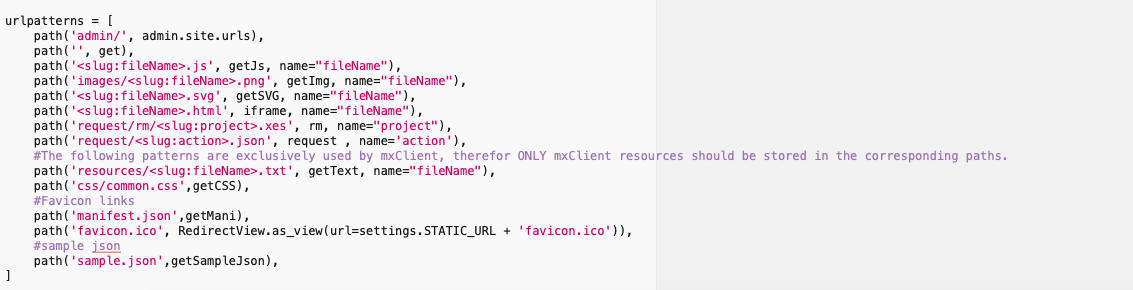 urlpatterns = [
    path('admin/', admin.site.urls),
    path('', get),
    path('<slug:fileName>.js', getJs, name="fileName"),
    path('images/<slug:fileName>.png', getImg, name="fileName"),
    path('<slug:fileName>.svg', getSVG, name="fileName"),
    path('<slug:fileName>.html', iframe, name="fileName"),
    path('request/rm/<slug:project>.xes', rm, name="project"),
    path('request/<slug:action>.json', request , name='action'),
    #The following patterns are exclusively used by mxClient, therefor ONLY mxClient resources should be stored in the corresponding paths.
    path('resources/<slug:fileName>.txt', getText, name="fileName"),
    path('css/common.css',getCSS),
    #Favicon links
    path('manifest.json',getMani),
    path('favicon.ico', RedirectView.as_view(url=settings.STATIC_URL + 'favicon.ico')),
    #sample json
    path('sample.json',getSampleJson),
]